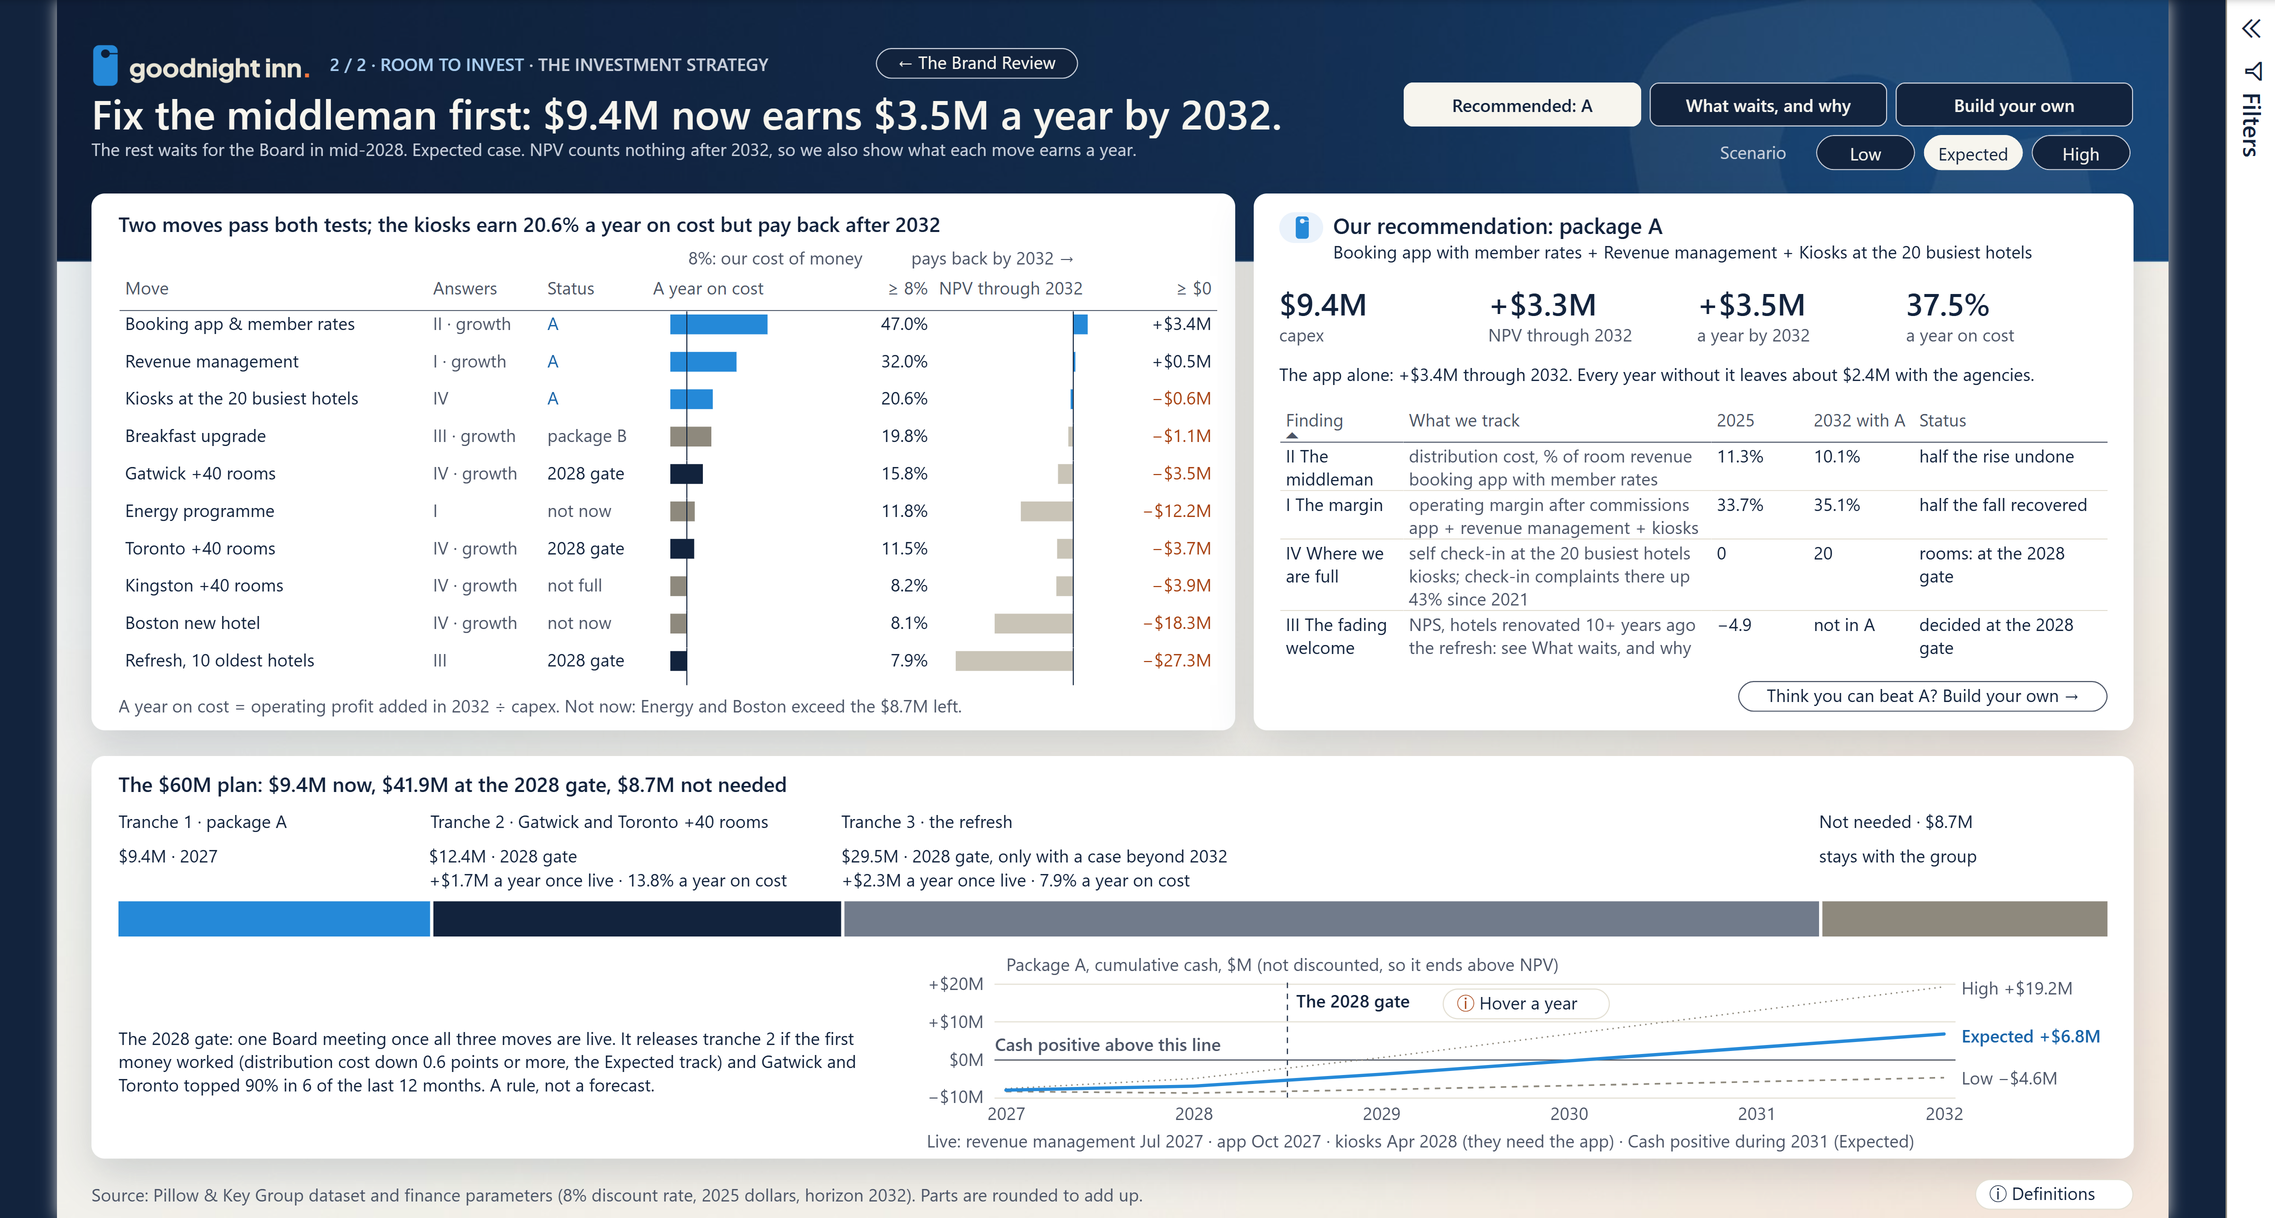 goodnight inn.
2 / 2 · ROOM TO INVEST · THE INVESTMENT STRATEGY
← The Brand Review
Fix the middleman first: $9.4M now earns $3.5M a year by 2032.
The rest waits for the Board in mid-2028. Expected case. NPV counts nothing after 2032, so we also show what each move earns a year.
Recommended: A
What waits, and why
Build your own
Scenario
Low
Expected
High
Filters
Two moves pass both tests; the kiosks earn 20.6% a year on cost but pay back after 2032
8%: our cost of money
pays back by 2032 →
Move Answers Status A year on cost ≥ 8% NPV through 2032 ≥ $0
Booking app & member rates II · growth A 47.0% +$3.4M
Revenue management I · growth A 32.0% +$0.5M
Kiosks at the 20 busiest hotels IV A 20.6% −$0.6M
Breakfast upgrade III · growth package B 19.8% −$1.1M
Gatwick +40 rooms IV · growth 2028 gate 15.8% −$3.5M
Energy programme I not now 11.8% −$12.2M
Toronto +40 rooms IV · growth 2028 gate 11.5% −$3.7M
Kingston +40 rooms IV · growth not full 8.2% −$3.9M
Boston new hotel IV · growth not now 8.1% −$18.3M
Refresh, 10 oldest hotels III 2028 gate 7.9% −$27.3M
A year on cost = operating profit added in 2032 ÷ capex. Not now: Energy and Boston exceed the $8.7M left.
Our recommendation: package A
Booking app with member rates + Revenue management + Kiosks at the 20 busiest hotels
$9.4M +$3.3M +$3.5M 37.5%
capex NPV through 2032 a year by 2032 a year on cost
The app alone: +$3.4M through 2032. Every year without it leaves about $2.4M with the agencies.
Finding What we track 2025 2032 with A Status
II The distribution cost, % of room revenue 11.3% 10.1% half the rise undone
middleman booking app with member rates
I The margin operating margin after commissions 33.7% 35.1% half the fall recovered
app + revenue management + kiosks
IV Where we self check-in at the 20 busiest hotels 0 20 rooms: at the 2028
are full kiosks; check-in complaints there up gate
43% since 2021
III The fading NPS, hotels renovated 10+ years ago −4.9 not in A decided at the 2028
welcome the refresh: see What waits, and why gate
Think you can beat A? Build your own →
The $60M plan: $9.4M now, $41.9M at the 2028 gate, $8.7M not needed
Tranche 1 · package A
$9.4M · 2027
Tranche 2 · Gatwick and Toronto +40 rooms
$12.4M · 2028 gate
+$1.7M a year once live · 13.8% a year on cost
Tranche 3 · the refresh
$29.5M · 2028 gate, only with a case beyond 2032
+$2.3M a year once live · 7.9% a year on cost
Not needed · $8.7M
stays with the group
The 2028 gate: one Board meeting once all three moves are live. It releases tranche 2 if the first
money worked (distribution cost down 0.6 points or more, the Expected track) and Gatwick and
Toronto topped 90% in 6 of the last 12 months. A rule, not a forecast.
Package A, cumulative cash, $M (not discounted, so it ends above NPV)
+$20M
+$10M
$0M
−$10M
The 2028 gate
ⓘ Hover a year
Cash positive above this line
High +$19.2M
Expected +$6.8M
Low −$4.6M
2027 2028 2029 2030 2031 2032
Live: revenue management Jul 2027 · app Oct 2027 · kiosks Apr 2028 (they need the app) · Cash positive during 2031 (Expected)
Source: Pillow & Key Group dataset and finance parameters (8% discount rate, 2025 dollars, horizon 2032). Parts are rounded to add up.
ⓘ Definitions